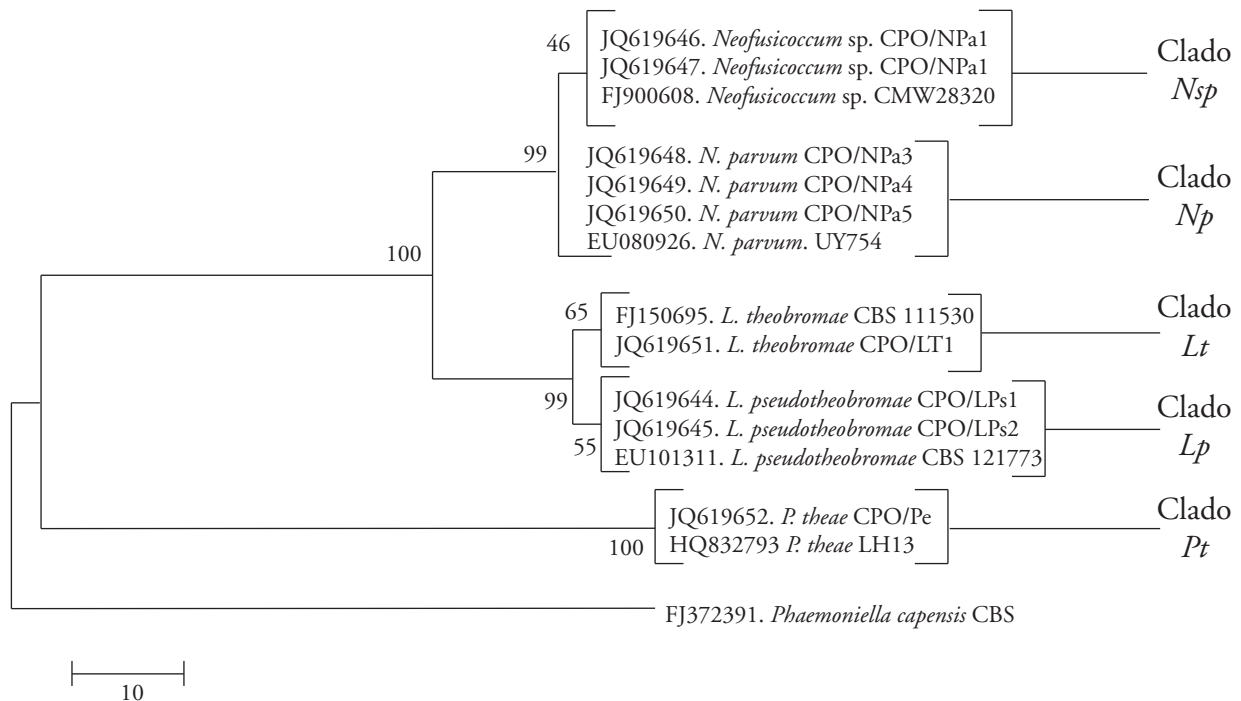 46
JQ619646. Neofusicoccum sp. CPO/NPa1
JQ619647. Neofusicoccum sp. CPO/NPa1
FJ900608. Neofusicoccum sp. CMW28320
Clado
Nsp
99
JQ619648. N. parvum CPO/NPa3
JQ619649. N. parvum CPO/NPa4
JQ619650. N. parvum CPO/NPa5
EU080926. N. parvum. UY754
Clado
Np
100
65
FJ150695. L. theobromae CBS 111530
JQ619651. L. theobromae CPO/LT1
Clado
Lt
99
55
JQ619644. L. pseudotheobromae CPO/LPs1
JQ619645. L. pseudotheobromae CPO/LPs2
EU101311. L. pseudotheobromae CBS 121773
Clado
Lp
100
JQ619652. P. theae CPO/Pe
HQ832793 P. theae LH13
Clado
Pt
FJ372391. Phaemoniella capensis CBS
10